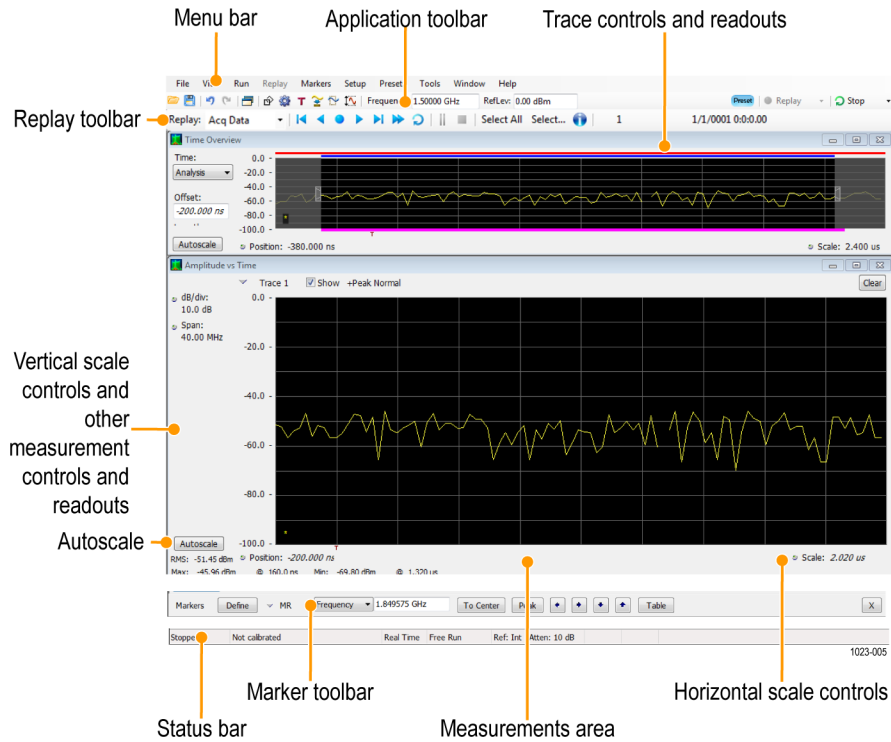 Menu bar
Application toolbar
Trace controls and readouts
File Run Replay Markers Setup Preset Tools Window Help
1.50000 GHz RefLev: 0.00 dBm Preset Replay Stop
Replay toolbar
Replay: Acq Data Select All Select... 1 1/1/0001 0:0:0.00
Time Overview
Time:
Analysis
Offset:
-200.000 ns
Autoscale
0.0
-20.0
-40.0
-60.0
-80.0
-100.0
T
Position: -380.000 ns Scale: 2.400 us
Amplitude vs Time
Trace 1 Show +Peak Normal Clear
dB/div:
10.0 dB
Span:
40.00 MHz
0.0
-20.0
-40.0
-60.0
-80.0
-100.0
T
Vertical scale
controls and
other
measurement
controls and
readouts
Autoscale
Autoscale
RMS: -51.45 dBm Position: -200.000 ns Scale: 2.020 us
Max: -45.96 dBm @ 160.0 ns Min: -69.80 dBm @ 1.320 us
Markers Define MR Frequency 1.849575 GHz To Center Table X
Not calibrated Real Time Free Run Ref: Int Atten: 10 dB
1023-005
Marker toolbar
Horizontal scale controls
Status bar
Measurements area